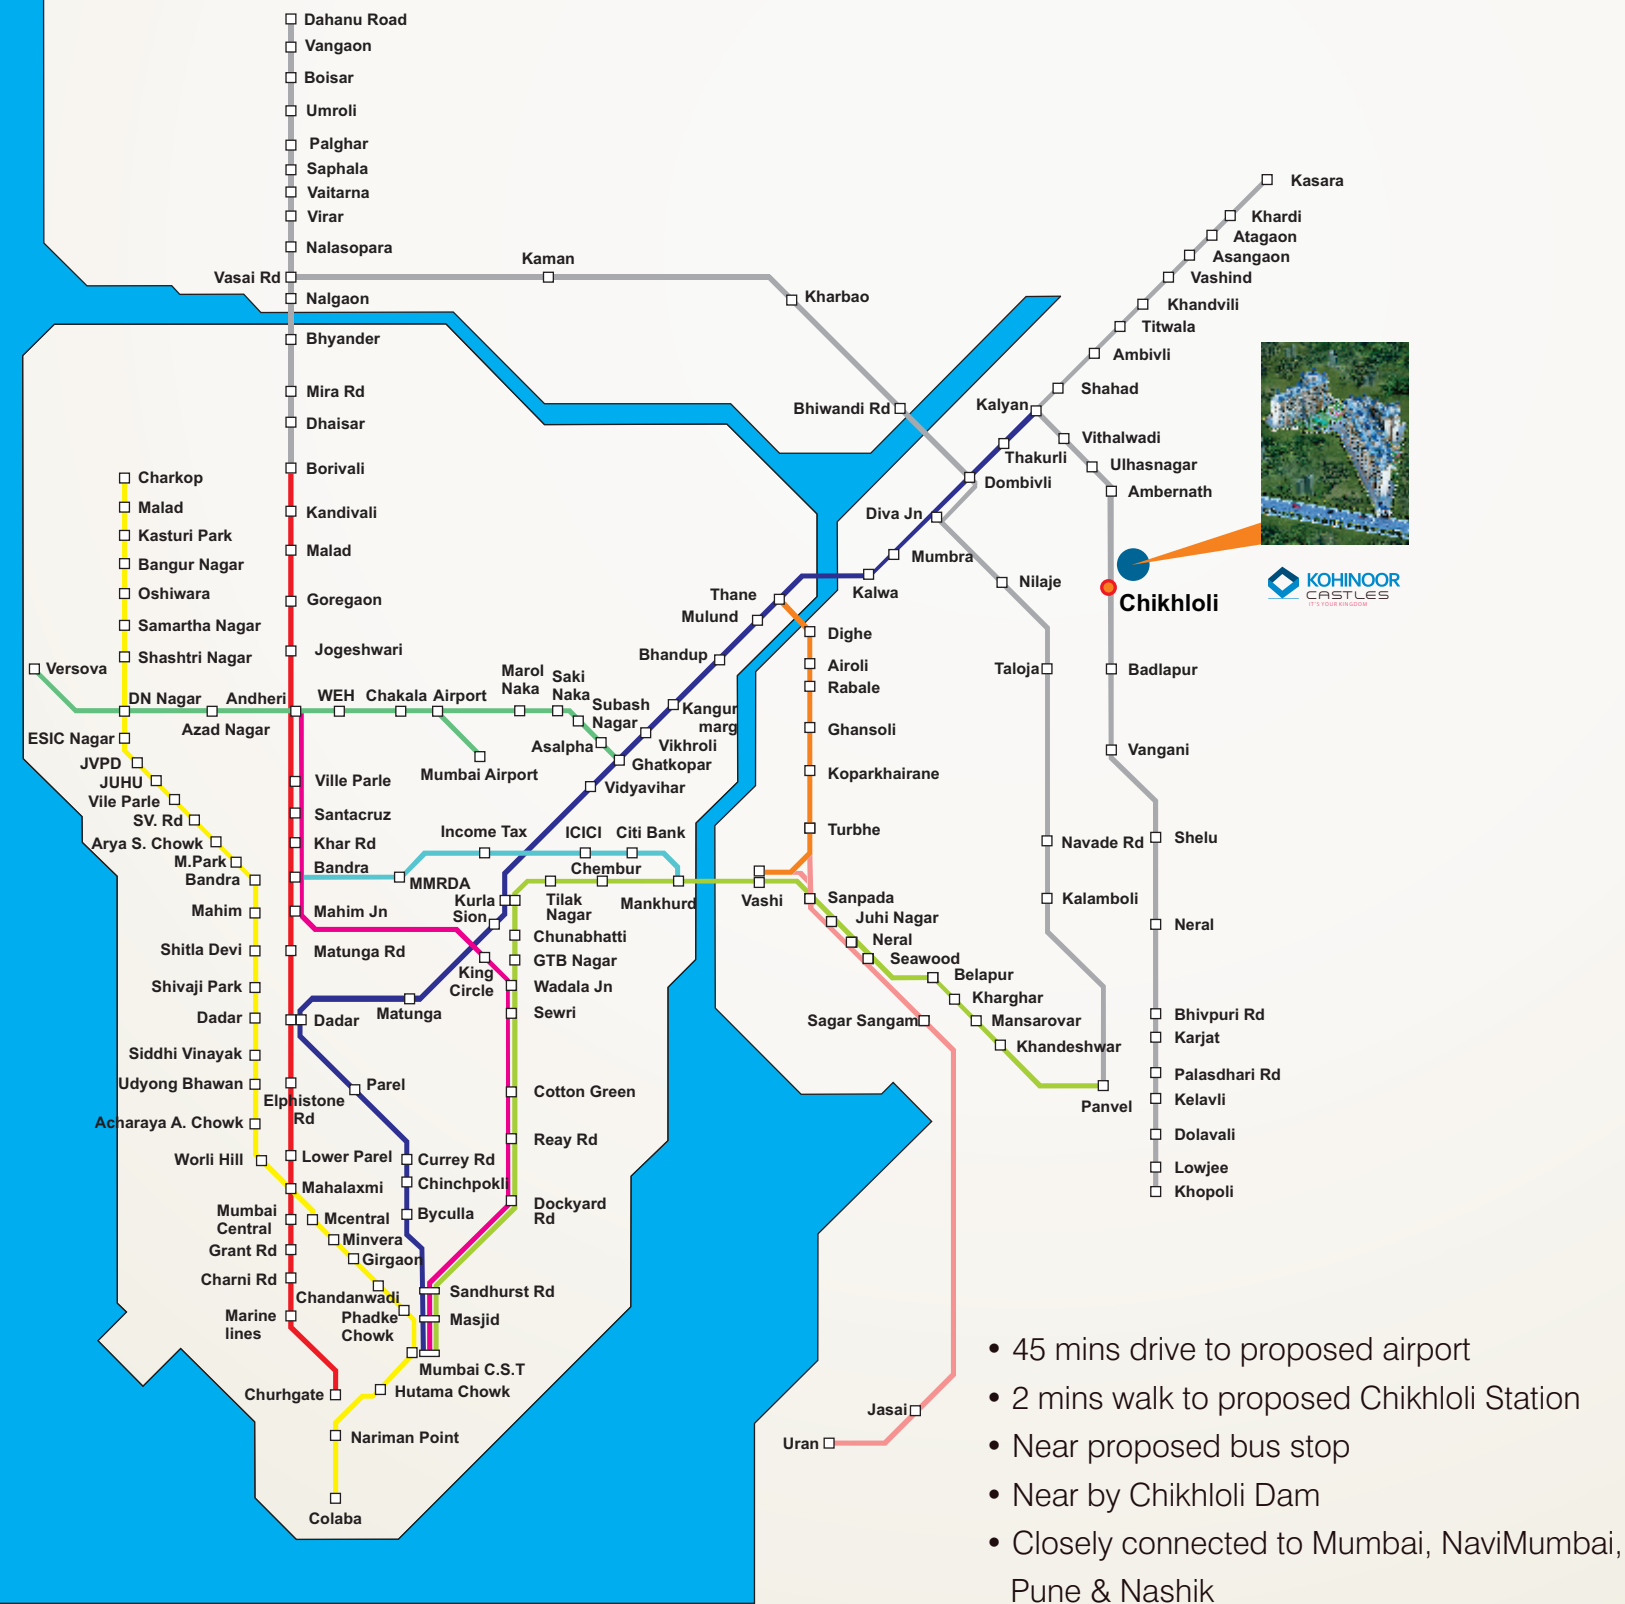 Dahanu Road
Vangaon
Boisar
Umroli
Palghar
Saphala
Vaitarna
Virar
Nalasopara
Vasai Rd
Nalgaon
Bhyander
Mira Rd
Dhaisar
Borivali
Kandivali
Malad
Goregaon
Jogeshwari
Kaman
Kharbao
Bhiwandi Rd
Kasara
Khardi
Atagaon
Asangaon
Vashind
Khandvili
Titwala
Ambivli
Shahad
Kalyan
Thakurli
Dombivli
Diva Jn
Mumbra
Kalwa
Thane
Mulund
Bhandup
Kangur
marg
Vikhroli
Ghatkopar
Vidyavihar
Vithalwadi
Ulhasnagar
Ambernath
KOHINOOR
CASTLES
IT'S YOUR KINGDOM
Chikhloli
Badlapur
Vangani
Shelu
Neral
Bhivpuri Rd
Karjat
Palasdhari Rd
Kelavli
Dolavali
Lowjee
Khopoli
Nilaje
Taloja
Navade Rd
Kalamboli
Panvel
Dighe
Airoli
Rabale
Ghansoli
Koparkhairane
Turbhe
Sanpada
Juhi Nagar
Neral
Seawood
Belapur
Kharghar
Mansarovar
Khandeshwar
Sagar Sangam
Jasai
Uran
Charkop
Malad
Kasturi Park
Bangur Nagar
Oshiwara
Samartha Nagar
Shashtri Nagar
Versova
DN Nagar
Azad Nagar
Andheri
WEH
Chakala
Airport
Mumbai Airport
Marol
Naka
Saki
Naka
Subash
Nagar
Asalpha
ESIC Nagar
JVPD
JUHU
Vile Parle
SV. Rd
Arya S. Chowk
M.Park
Bandra
Mahim
Shitla Devi
Shivaji Park
Dadar
Siddhi Vinayak
Udyong Bhawan
Acharaya A. Chowk
Worli Hill
Ville Parle
Santacruz
Khar Rd
Bandra
Mahim Jn
Matunga Rd
Dadar
Elphistone
Rd
Lower Parel
Mahalaxmi
Mumbai
Central
Grant Rd
Charni Rd
Marine
lines
Churhgate
Mcentral
Minvera
Girgaon
Chandanwadi
Phadke
Chowk
Mumbai C.S.T
Hutama Chowk
Nariman Point
Colaba
MMRDA
Income Tax
ICICI
Citi Bank
Chembur
Tilak
Nagar
Mankhurd
Vashi
Kurla
Sion
King
Circle
Matunga
Parel
Currey Rd
Chinchpokli
Byculla
Chunabhatti
GTB Nagar
Wadala Jn
Sewri
Cotton Green
Reay Rd
Dockyard
Rd
Sandhurst Rd
Masjid
• 45 mins drive to proposed airport
• 2 mins walk to proposed Chikhloli Station
• Near proposed bus stop
• Near by Chikhloli Dam
• Closely connected to Mumbai, NaviMumbai,
Pune & Nashik